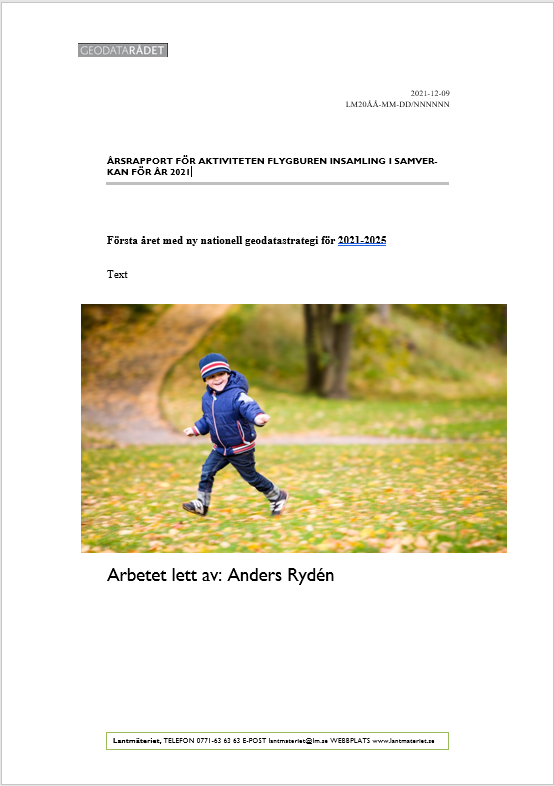 GEODATARÅDET
2021-12-09
LM20ÅÅ-MM-DD/NNNNNN
ÅRSRAPPORT FÖR AKTIVITETEN FLYGBUREN INSAMLING I SAMVER-
KAN FÖR ÅR 2021
Första året med ny nationell geodatastrategi för 2021-2025
Text
Arbetet lett av: Anders Rydén
Lantmäteriet, TELEFON 0771-63 63 63 E-POST lantmateriet@lm.se WEBBPLATS www.lantmateriet.se